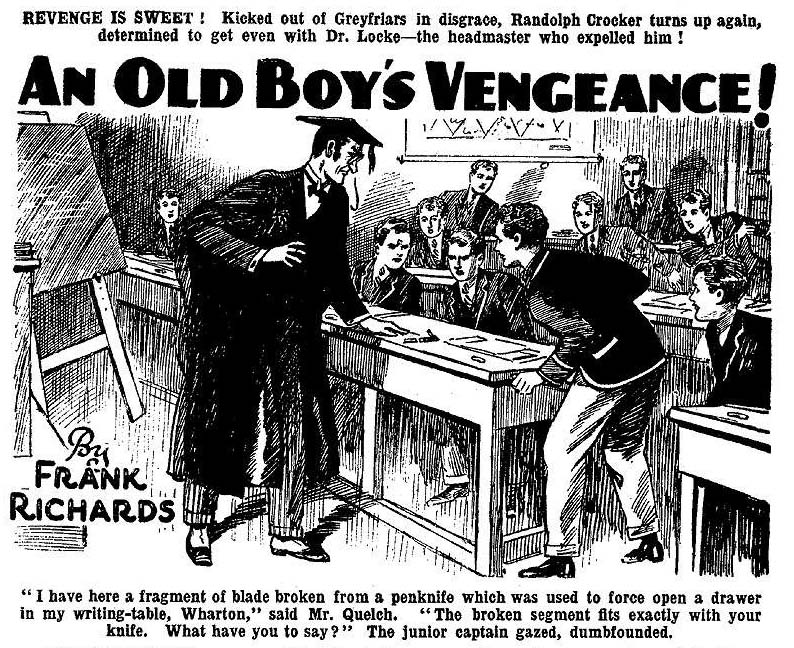 REVENGE IS SWEET! Kicked out of Greyfriars in disgrace, Randolph Crocker turns up again,
determined to get even with Dr. Locke—the headmaster who expelled him!
AN OLD BOY'S VENGEANCE!
By
FRANK
RICHARDS
"I have here a fragment of blade broken from a penknife which was used to force open a drawer
in my writing-table, Wharton," said Mr. Quelch. "The broken segment fits exactly with your
knife. What have you to say?" The junior captain gazed, dumbfounded.